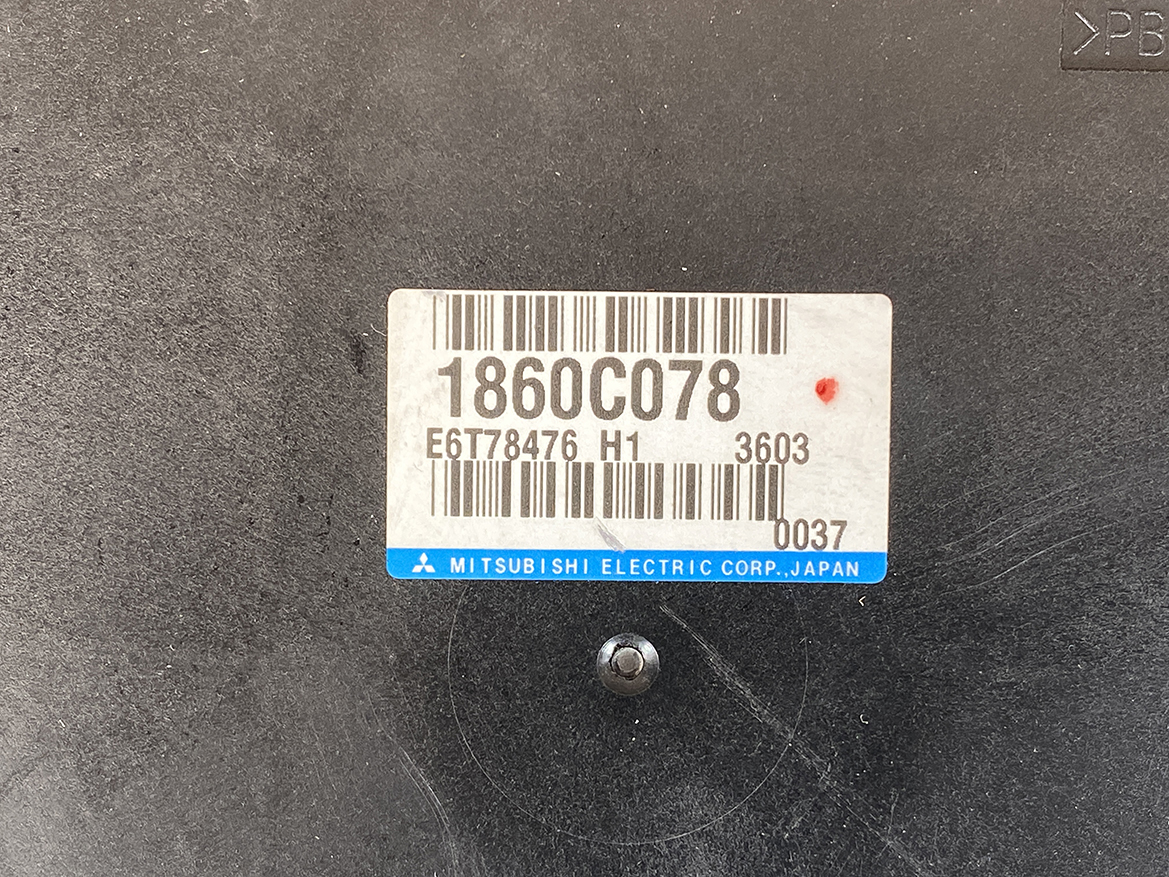 >PB
1860C078
E6T78476 H1 3603
0037
MITSUBISHI ELECTRIC CORP.,JAPAN